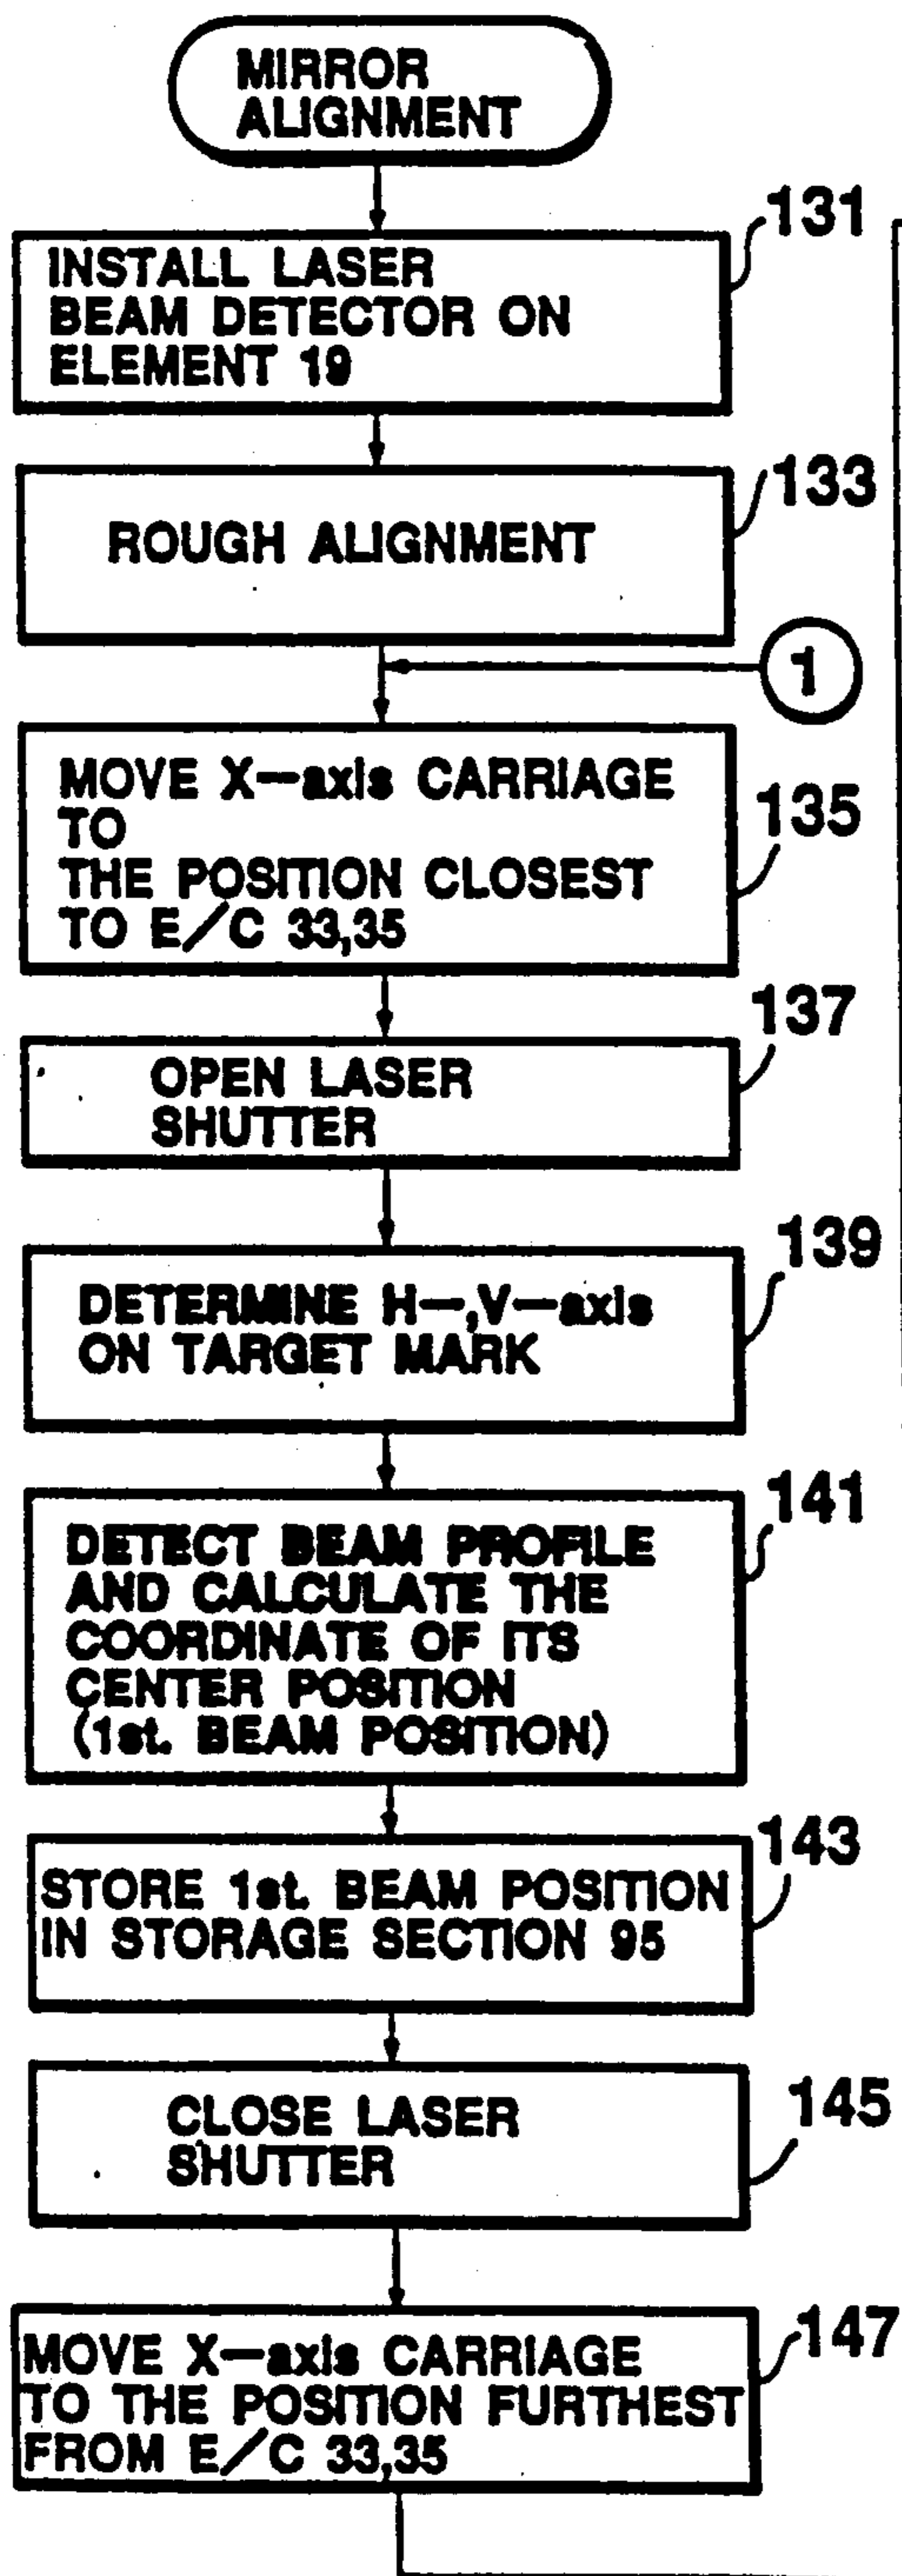 MIRROR
ALIGNMENT
131
INSTALL LASER
BEAM DETECTOR ON
ELEMENT 19
133
ROUGH ALIGNMENT
1
MOVE X-axis CARRIAGE
TO
THE POSITION CLOSEST
TO E/C 33,35
135
137
OPEN LASER
SHUTTER
139
DETERMINE H-,V-axis
ON TARGET MARK
141
DETECT BEAM PROFILE
AND CALCULATE THE
COORDINATE OF ITS
CENTER POSITION
(1st. BEAM POSITION)
143
STORE 1st. BEAM POSITION
IN STORAGE SECTION 95
145
CLOSE LASER
SHUTTER
147
MOVE X-axis CARRIAGE
TO THE POSITION FURTHEST
FROM E/C 33,35